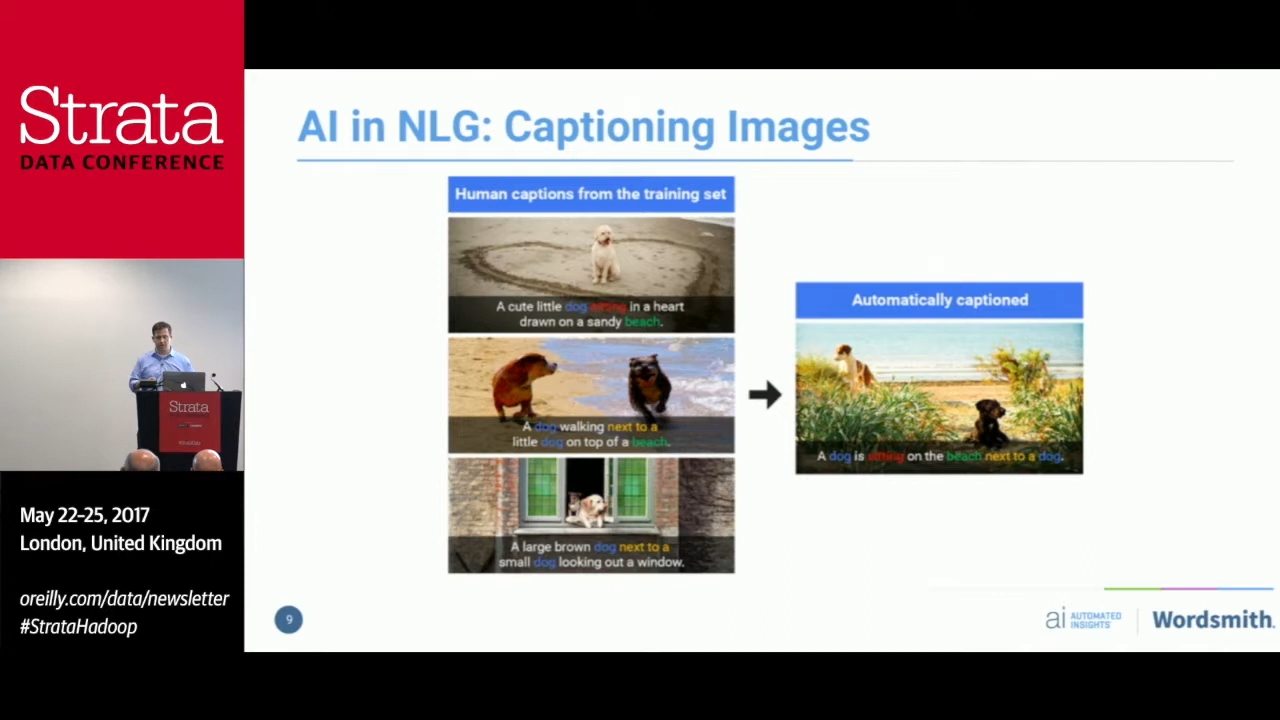 Strata
DATA CONFERENCE
Strata
May 22-25, 2017
London, United Kingdom
oreilly.com/data/newsletter
#StrataHadoop
AI in NLG: Captioning Images
Human captions from the training set
A cute little dog sitting in a heart
drawn on a sandy beach.
A dog walking next to a
little dog on top of a beach.
A large brown dog next to a
small dog looking out a window.
Automatically captioned
A dog is sitting on the beach next to a dog.
9
ai AUTOMATED
INSIGHTS
Wordsmith.